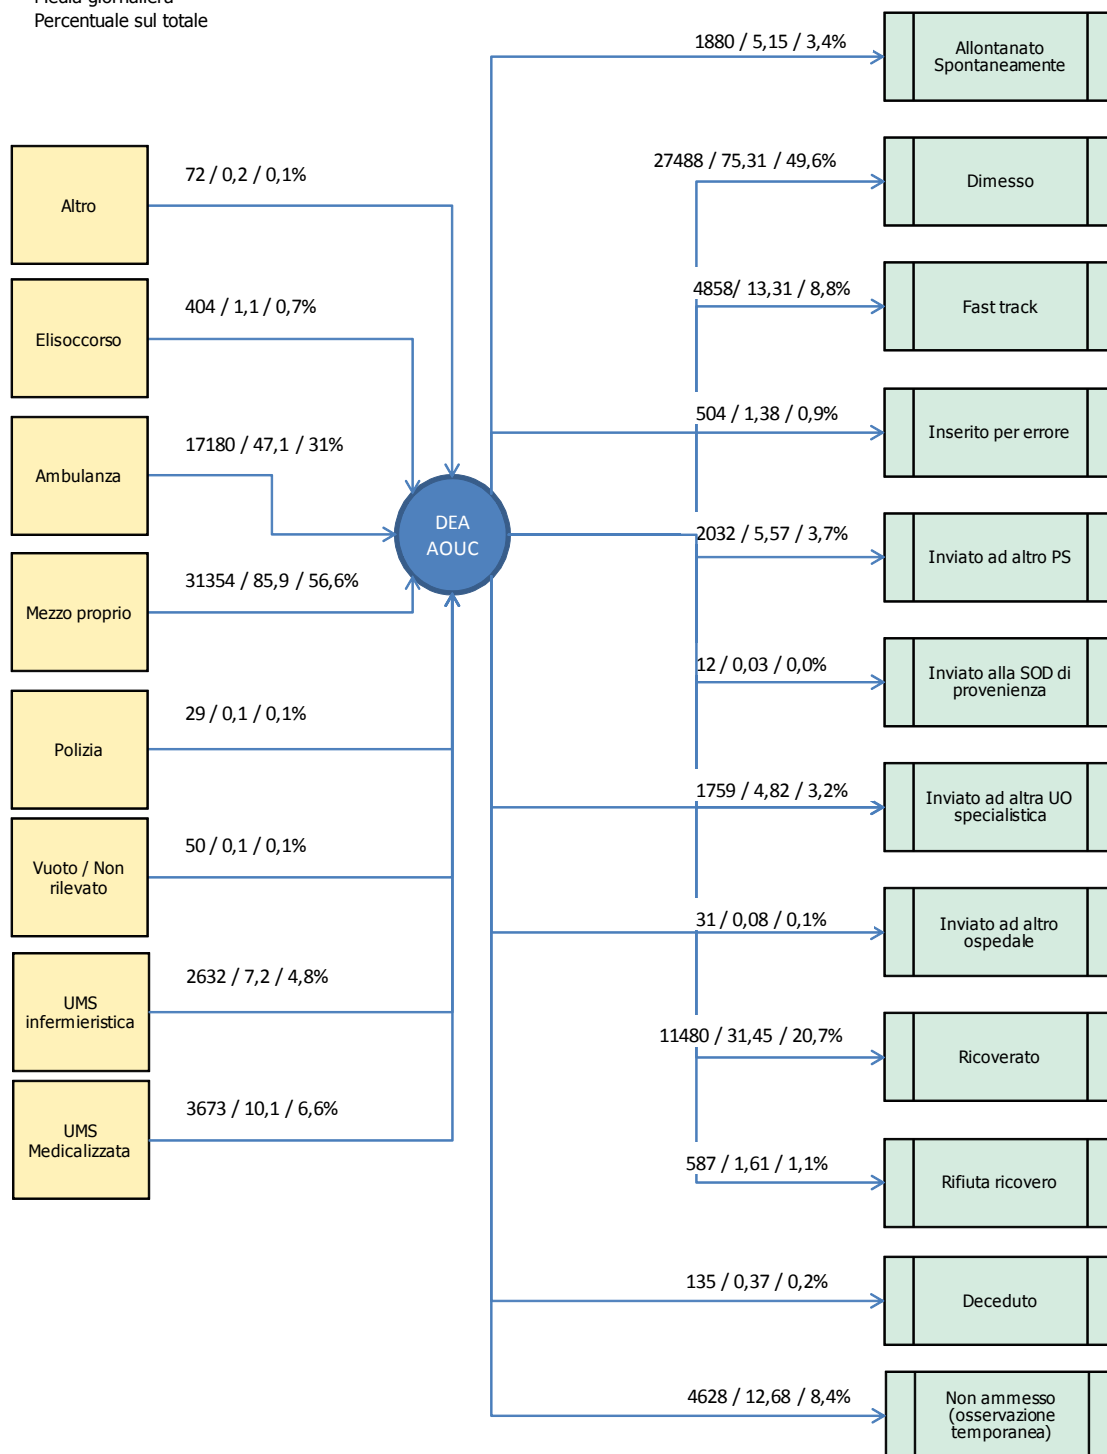 Media giornaliera
Percentuale sul totale
1880 / 5,15 / 3,4%
Allontanato
Spontaneamente
72 / 0,2 / 0,1%
Altro
27488 / 75,31 / 49,6%
Dimesso
404 / 1,1 / 0,7%
Elisoccorso
4858/ 13,31 / 8,8%
Fast track
17180 / 47,1 / 31%
Ambulanza
504 / 1,38 / 0,9%
Inserito per errore
DEA
AOUC
31354 / 85,9 / 56,6%
Mezzo proprio
2032 / 5,57 / 3,7%
Inviato ad altro PS
29 / 0,1 / 0,1%
Polizia
12 / 0,03 / 0,0%
Inviato alla SOD di
provenienza
50 / 0,1 / 0,1%
Vuoto / Non
rilevato
1759 / 4,82 / 3,2%
Inviato ad altra UO
specialistica
2632 / 7,2 / 4,8%
UMS
infermieristica
31 / 0,08 / 0,1%
Inviato ad altro
ospedale
3673 / 10,1 / 6,6%
UMS
Medicalizzata
11480 / 31,45 / 20,7%
Ricoverato
587 / 1,61 / 1,1%
Rifiuta ricovero
135 / 0,37 / 0,2%
Deceduto
4628 / 12,68 / 8,4%
Non ammesso
(osservazione
temporanea)